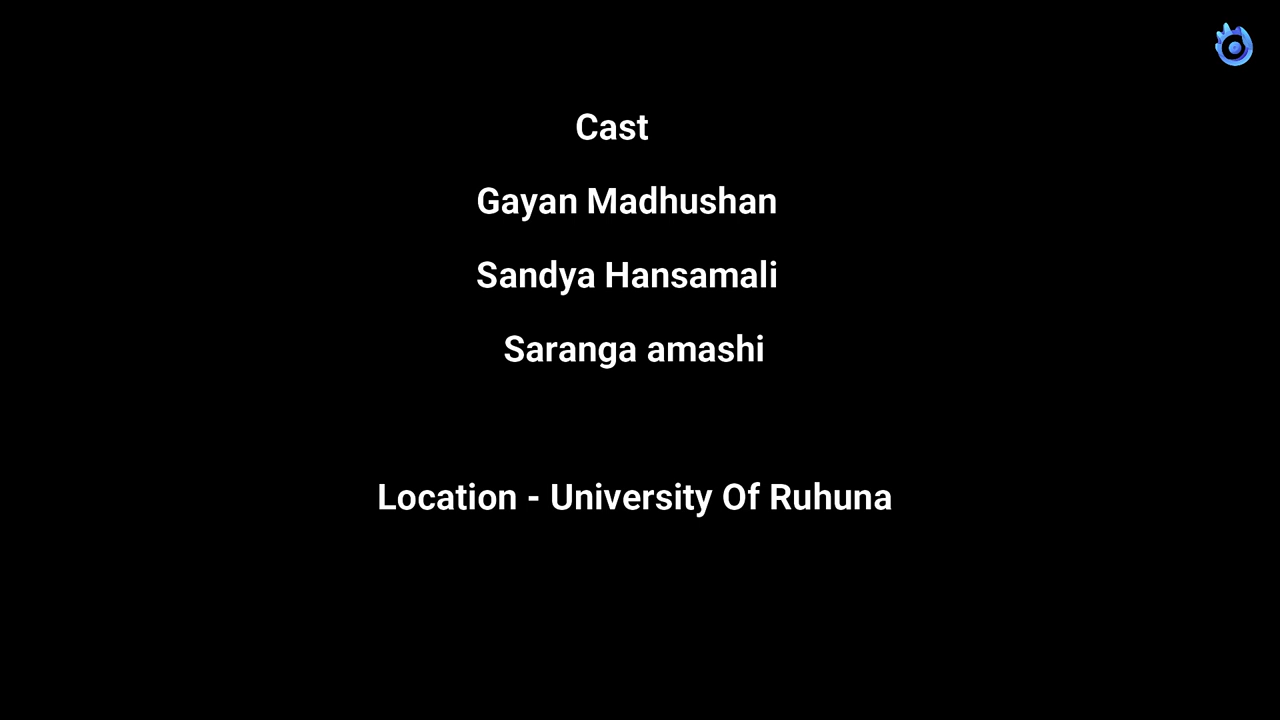 Cast
Gayan Madhushan
Sandya Hansamali
Saranga amashi
Location - University Of Ruhuna